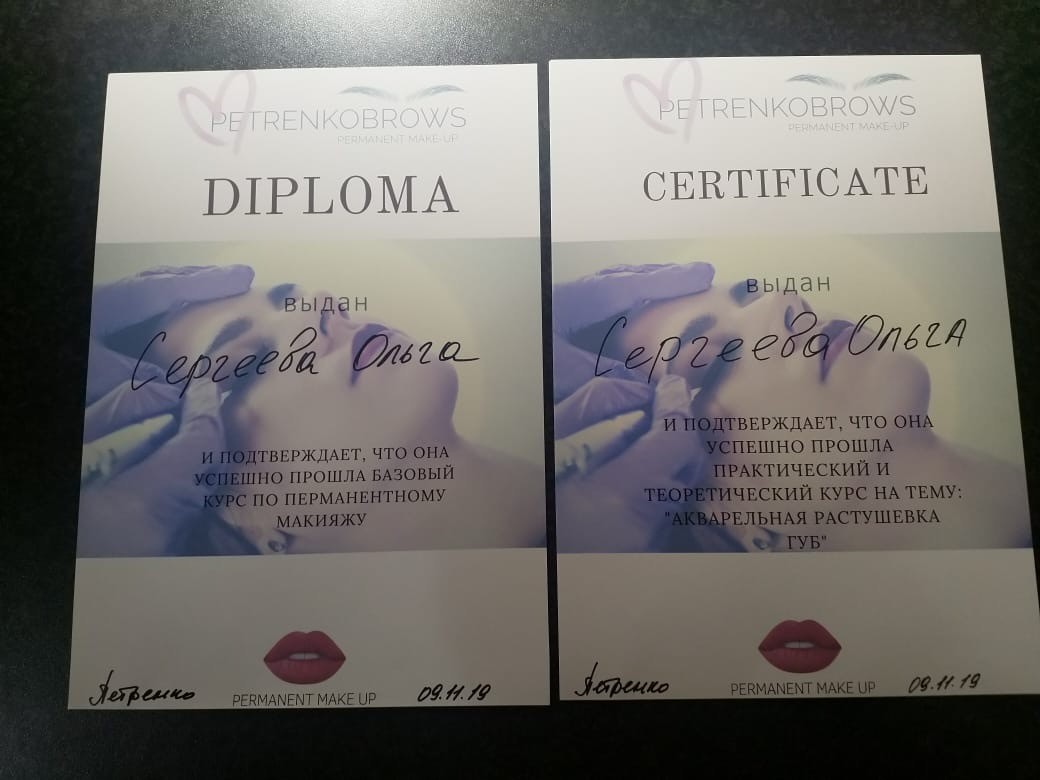 PETRENKOBROWS
PERMANENT MAKE-UP
DIPLOMA
выдан
Сергеева Ольга
И ПОДТВЕРЖДАЕТ, ЧТО ОНА
УСПЕШНО ПРОШЛА БАЗОВЫЙ
КУРС ПО ПЕРМАНЕНТНОМУ
МАКИЯЖУ
Петренко
PERMANENT MAKE UP
09.11.19
PETRENKOBROWS
PERMANENT MAKE-UP
CERTIFICATE
выдан
Сергеева Ольга
И ПОДТВЕРЖДАЕТ, ЧТО ОНА
УСПЕШНО ПРОШЛА
ПРАКТИЧЕСКИЙ И
ТЕОРЕТИЧЕСКИЙ КУРС НА ТЕМУ:
"АКВАРЕЛЬНАЯ РАСТУШЕВКА
ГУБ"
Петренко
PERMANENT MAKE UP
09.11.19